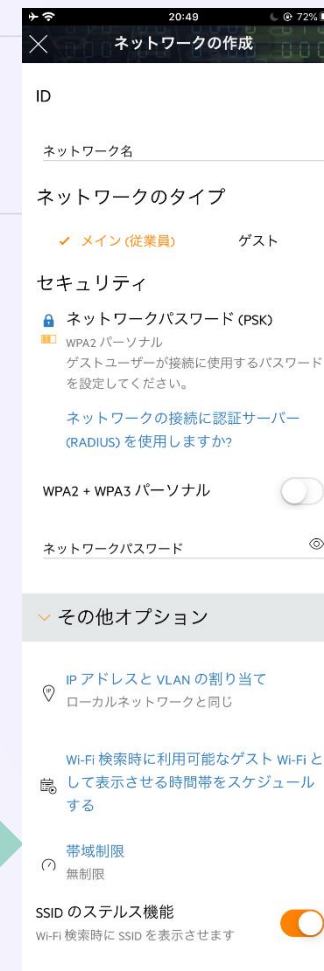 20:49
72%
ネットワークの作成
ID
ネットワーク名
ネットワークのタイプ
メイン (従業員) ゲスト
セキュリティ
ネットワークパスワード (PSK)
WPA2 パーソナル
ゲストユーザーが接続に使用するパスワード
を設定してください。
ネットワークの接続に認証サーバー
(RADIUS) を使用しますか?
WPA2 + WPA3 パーソナル
ネットワークパスワード
その他オプション
IP アドレスと VLAN の割り当て
ローカルネットワークと同じ
Wi-Fi 検索時に利用可能なゲスト Wi-Fi と
して表示させる時間帯をスケジュール
する
帯域制限
無制限
SSID のステルス機能
Wi-Fi 検索時に SSID を表示させます